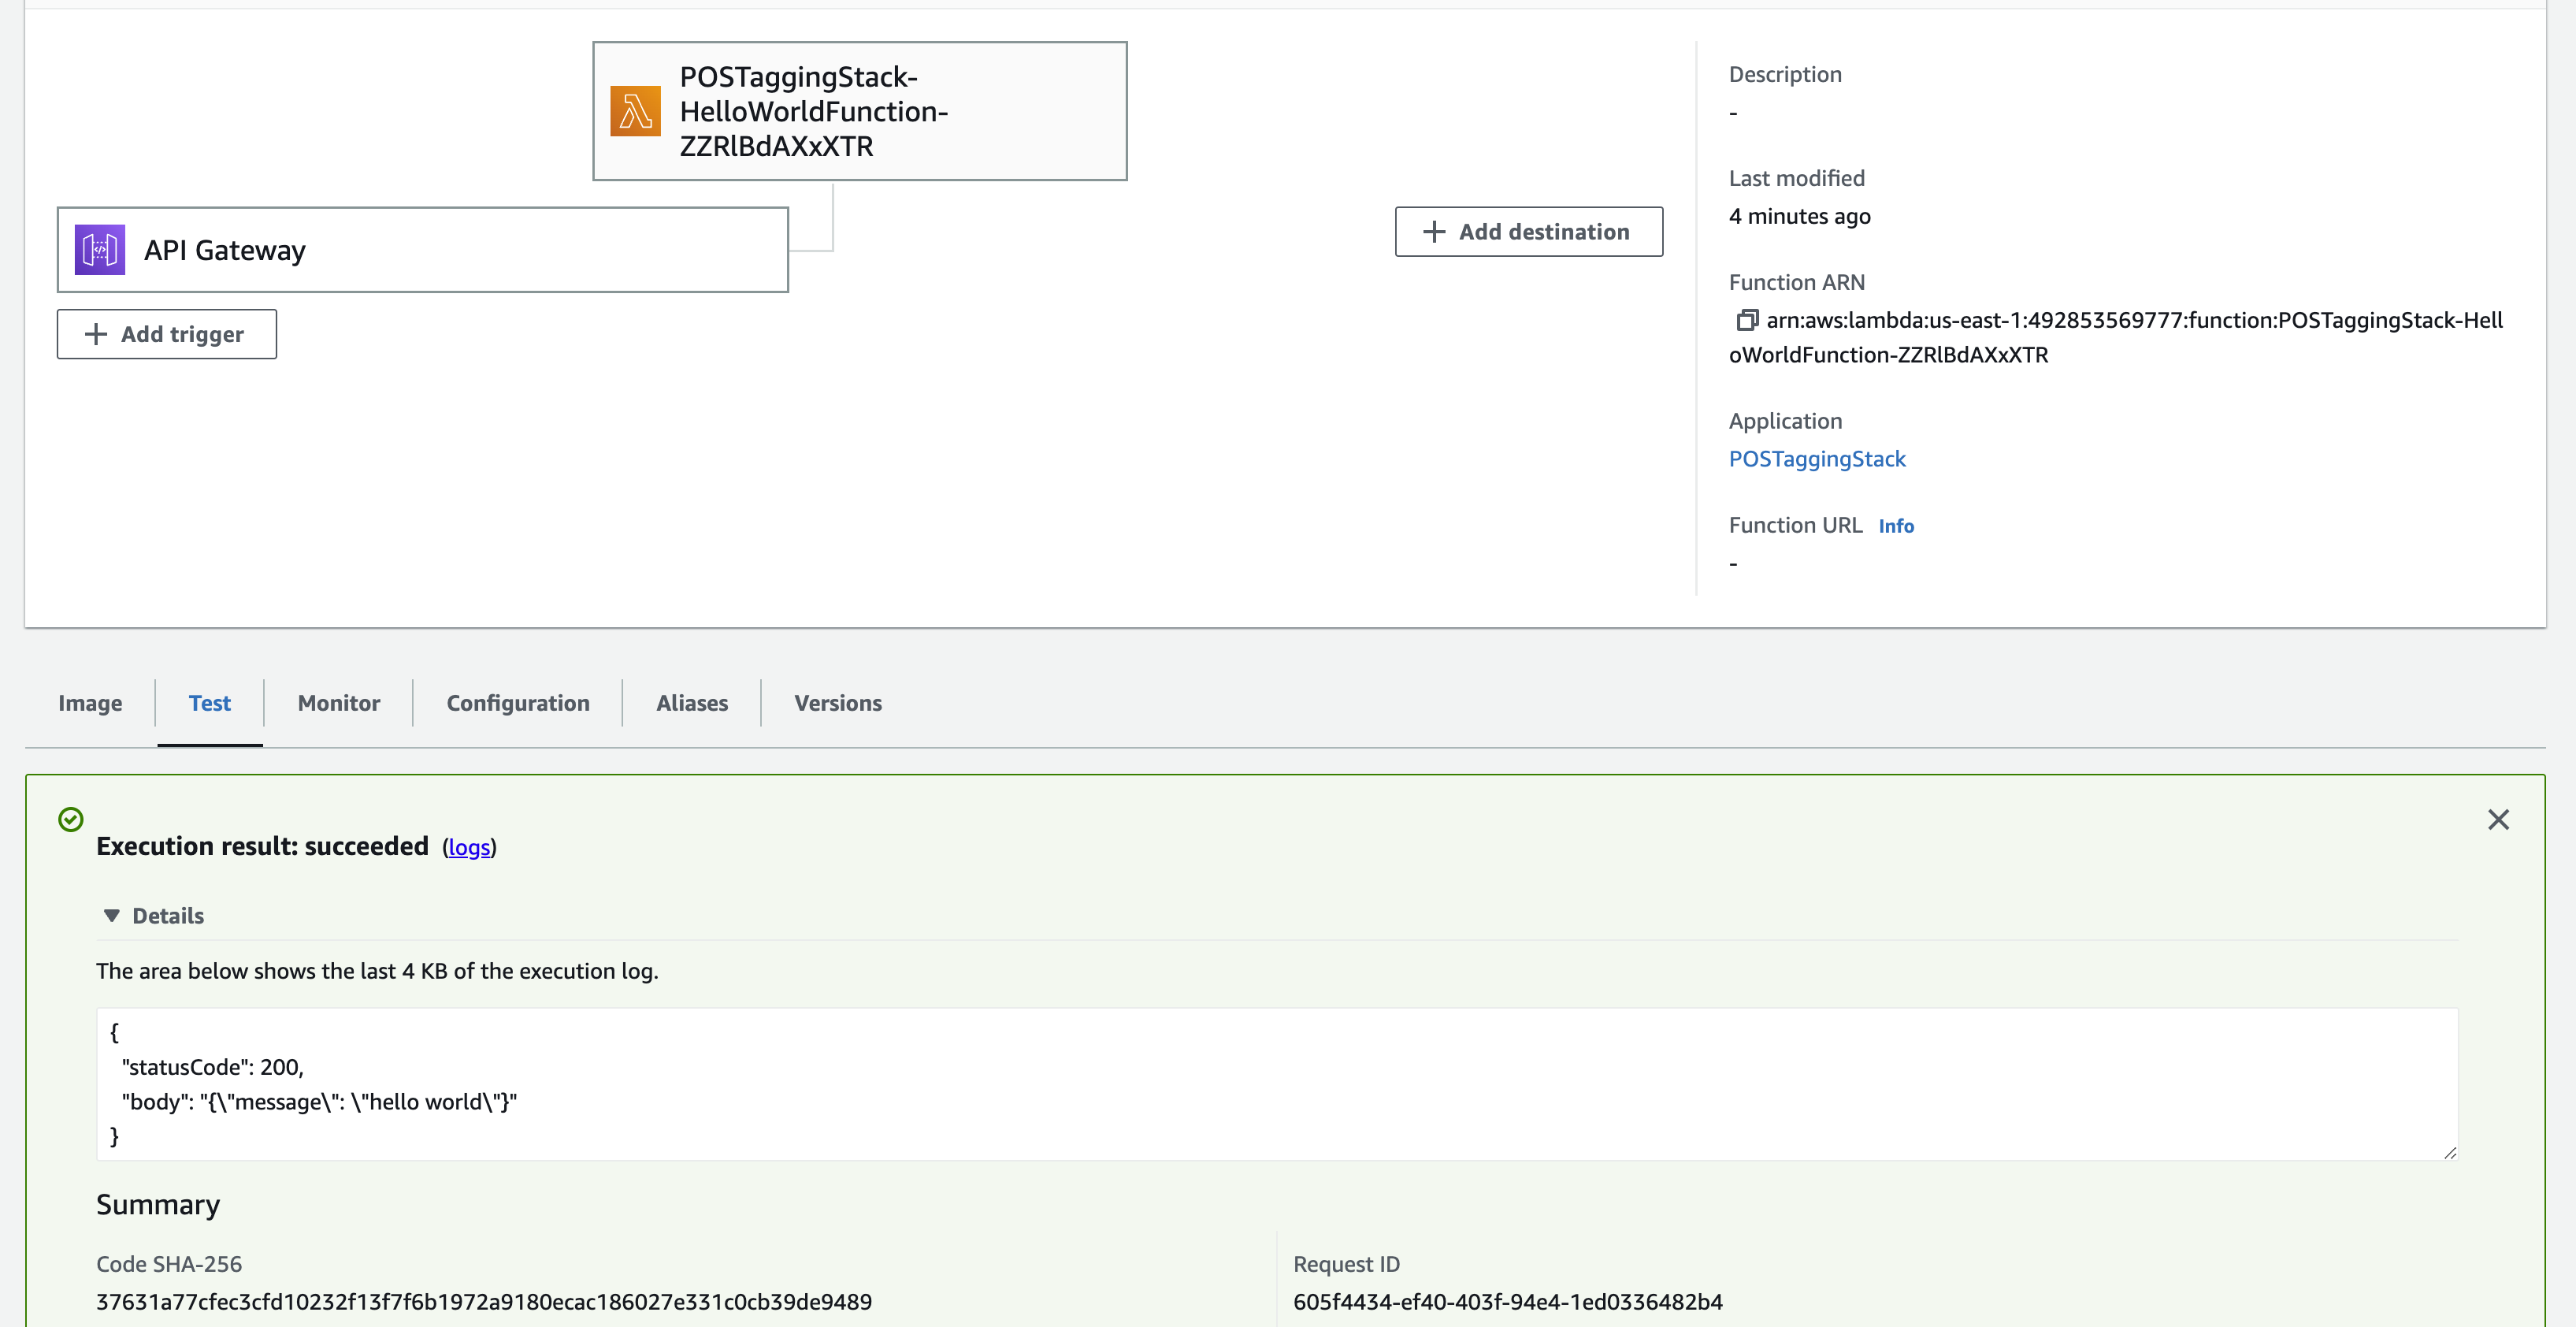 POSTaggingStack-
HelloWorldFunction-
ZZRlBdAXxXTR
API Gateway
Add trigger
Add destination
Description
-
Last modified
4 minutes ago
Function ARN
arn:aws:lambda:us-east-1:492853569777:function:POSTaggingStack-Hell
oWorldFunction-ZZRlBdAXxXTR
Application
POSTaggingStack
Function URL Info
-
Image
Test
Monitor
Configuration
Aliases
Versions
Execution result: succeeded (logs)
Details
The area below shows the last 4 KB of the execution log.
{
"statusCode": 200,
"body": "{\"message\": \"hello world\"}"
}
Summary
Code SHA-256
37631a77cfec3cfd10232f13f7f6b1972a9180ecac186027e331c0cb39de9489
Request ID
605f4434-ef40-403f-94e4-1ed0336482b4